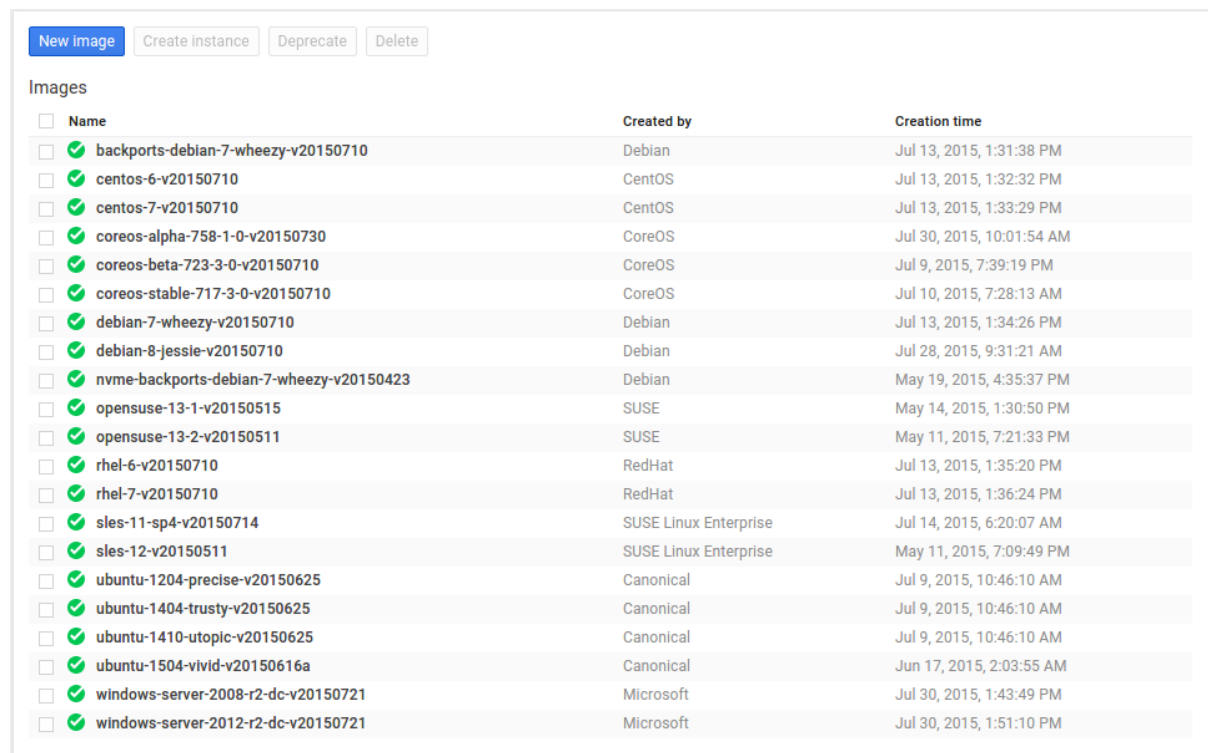 New image Create instance Deprecate Delete
Images
Name Created by Creation time
backports-debian-7-wheezy-v20150710 Debian Jul 13, 2015, 1:31:38 PM
centos-6-v20150710 CentOS Jul 13, 2015, 1:32:32 PM
centos-7-v20150710 CentOS Jul 13, 2015, 1:33:29 PM
coreos-alpha-758-1-0-v20150730 CoreOS Jul 30, 2015, 10:01:54 AM
coreos-beta-723-3-0-v20150710 CoreOS Jul 9, 2015, 7:39:19 PM
coreos-stable-717-3-0-v20150710 CoreOS Jul 10, 2015, 7:28:13 AM
debian-7-wheezy-v20150710 Debian Jul 13, 2015, 1:34:26 PM
debian-8-jessie-v20150710 Debian Jul 28, 2015, 9:31:21 AM
nvme-backports-debian-7-wheezy-v20150423 Debian May 19, 2015, 4:35:37 PM
opensuse-13-1-v20150515 SUSE May 14, 2015, 1:30:50 PM
opensuse-13-2-v20150511 SUSE May 11, 2015, 7:21:33 PM
rhel-6-v20150710 RedHat Jul 13, 2015, 1:35:20 PM
rhel-7-v20150710 RedHat Jul 13, 2015, 1:36:24 PM
sles-11-sp4-v20150714 SUSE Linux Enterprise Jul 14, 2015, 6:20:07 AM
sles-12-v20150511 SUSE Linux Enterprise May 11, 2015, 7:09:49 PM
ubuntu-1204-precise-v20150625 Canonical Jul 9, 2015, 10:46:10 AM
ubuntu-1404-trusty-v20150625 Canonical Jul 9, 2015, 10:46:10 AM
ubuntu-1410-utopic-v20150625 Canonical Jul 9, 2015, 10:46:10 AM
ubuntu-1504-vivid-v20150616a Canonical Jun 17, 2015, 2:03:55 AM
windows-server-2008-r2-dc-v20150721 Microsoft Jul 30, 2015, 1:43:49 PM
windows-server-2012-r2-dc-v20150721 Microsoft Jul 30, 2015, 1:51:10 PM